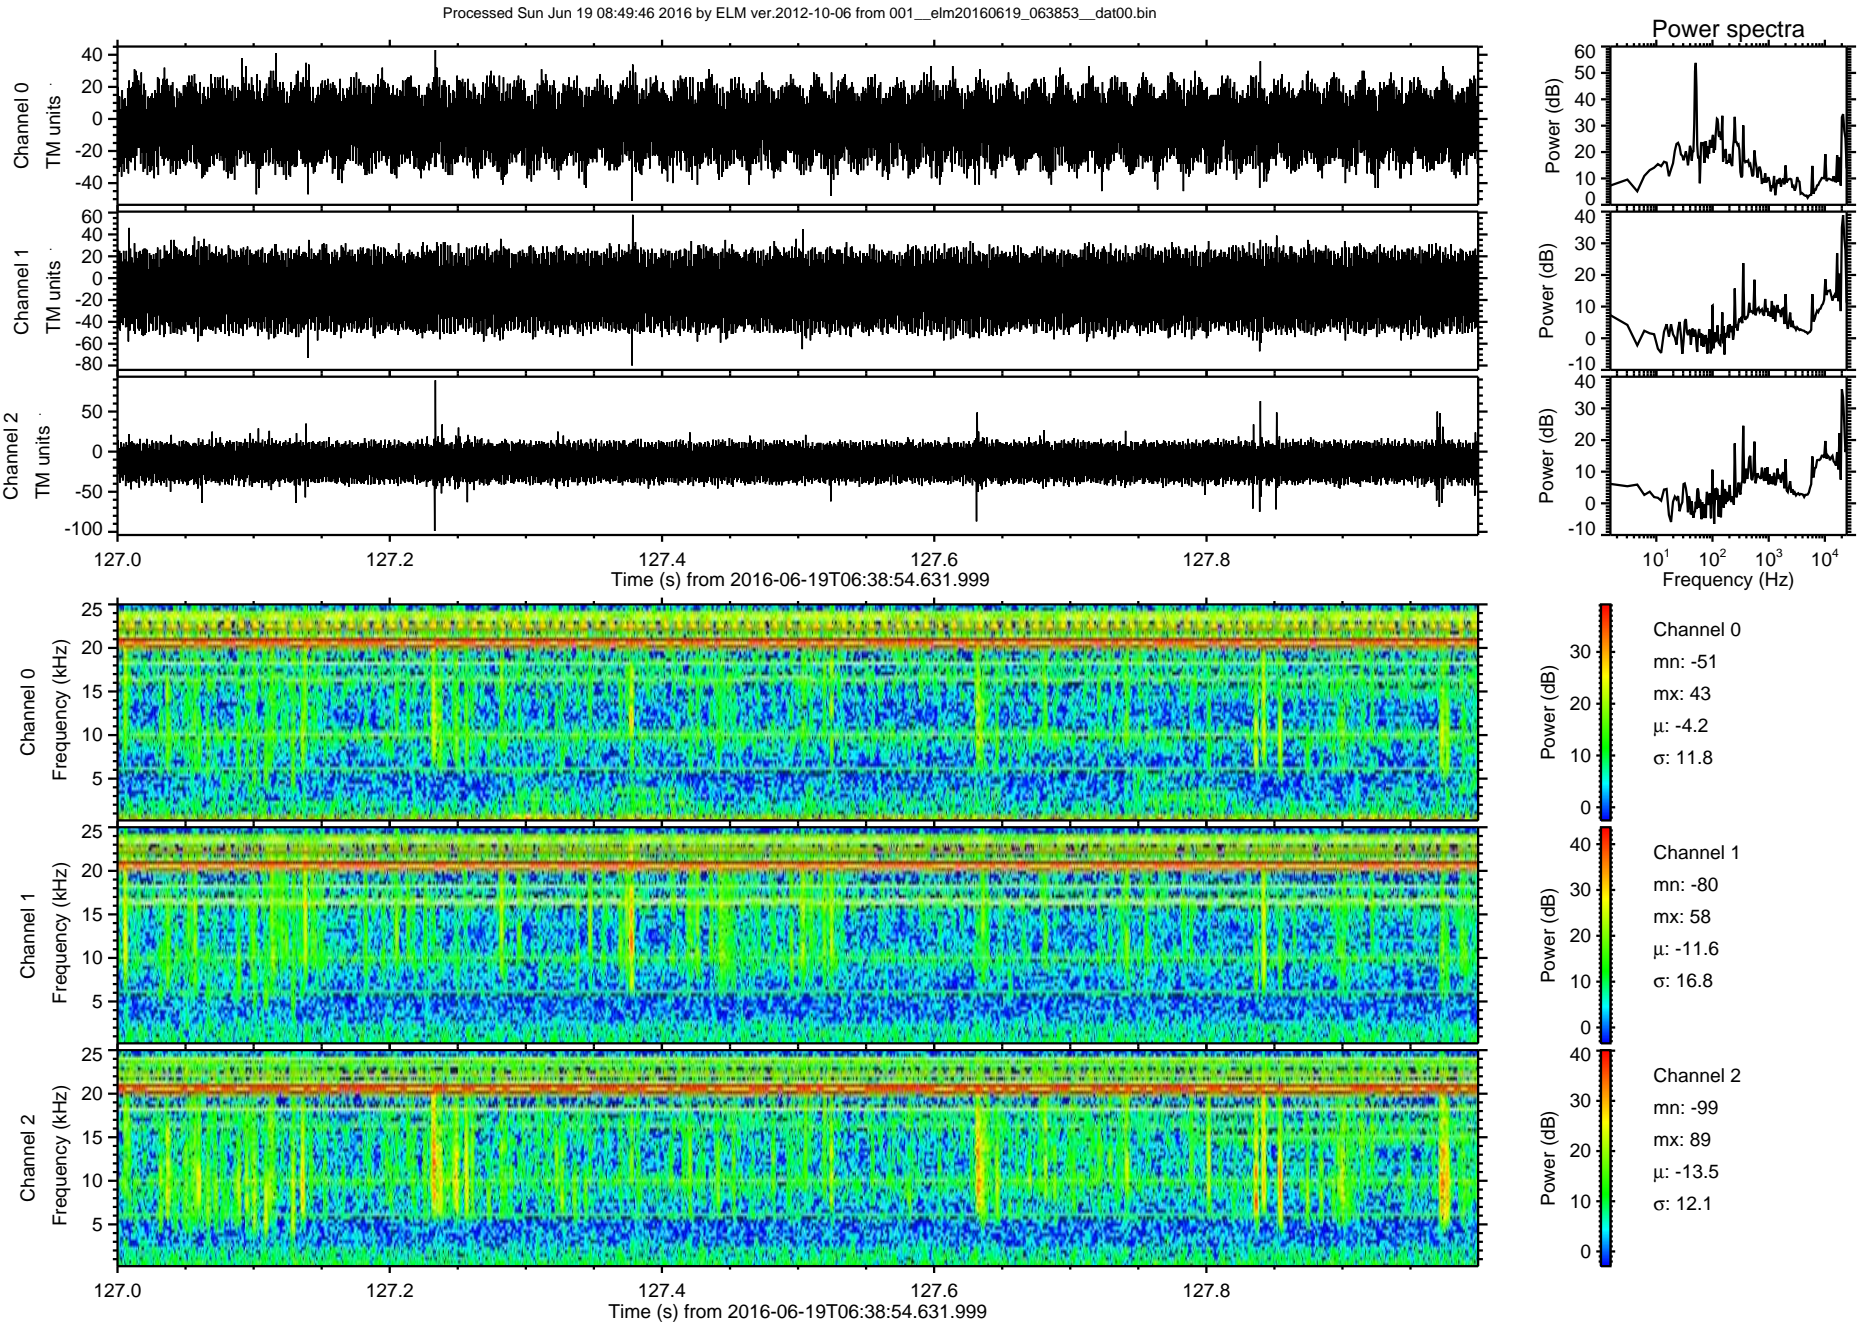 Processed Sun Jun 19 08:49:46 2016 by ELM ver.2012-10-06 from 001__elm20160619_063853__dat00.bin
Power spectra
Channel 0
TM units
40
20
0
-20
-40
Power (dB)
60
50
40
30
20
10
0
Channel 1
TM units
60
40
20
0
-20
-40
-60
-80
Power (dB)
40
30
20
10
0
-10
Channel 2
TM units
50
0
-50
-100
Power (dB)
40
30
20
10
0
-10
127.0 127.2 127.4 127.6 127.8
Time (s) from 2016-06-19T06:38:54.631.999
10¹ 10² 10³ 10⁴
Frequency (Hz)
Channel 0
Frequency (kHz)
25
20
15
10
5
Power (dB)
30
20
10
0
Channel 0
mn: -51
mx: 43
µ: -4.2
σ: 11.8
Channel 1
Frequency (kHz)
25
20
15
10
5
Power (dB)
40
30
20
10
0
Channel 1
mn: -80
mx: 58
µ: -11.6
σ: 16.8
Channel 2
Frequency (kHz)
25
20
15
10
5
Power (dB)
40
30
20
10
0
Channel 2
mn: -99
mx: 89
µ: -13.5
σ: 12.1
127.0 127.2 127.4 127.6 127.8
Time (s) from 2016-06-19T06:38:54.631.999